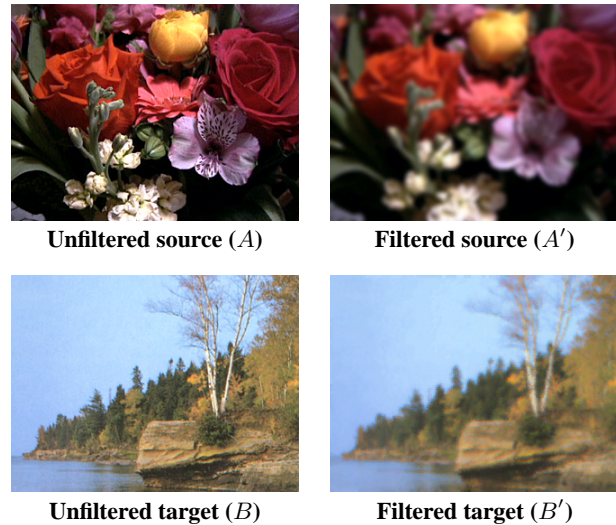 Unfiltered source (A)
Filtered source (A′)
Unfiltered target (B)
Filtered target (B′)